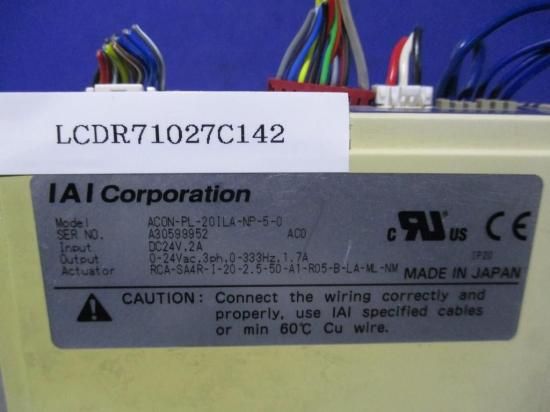 LCDR71027C142
IAI Corporation
Model ACON-PL-20ILA-NP-5-0
SER NO. A30599952 AC0
Input DC24V, 2A
Output 0-24Vac, 3ph, 0-333Hz, 1.7A
Actuator RCA-SA4R-I-20-2.5-50-A1-R05-B-LA-ML-NM
c RU US
CE
IP20
MADE IN JAPAN
CAUTION: Connect the wiring correctly and
properly, use IAI specified cables
or min 60℃ Cu wire.